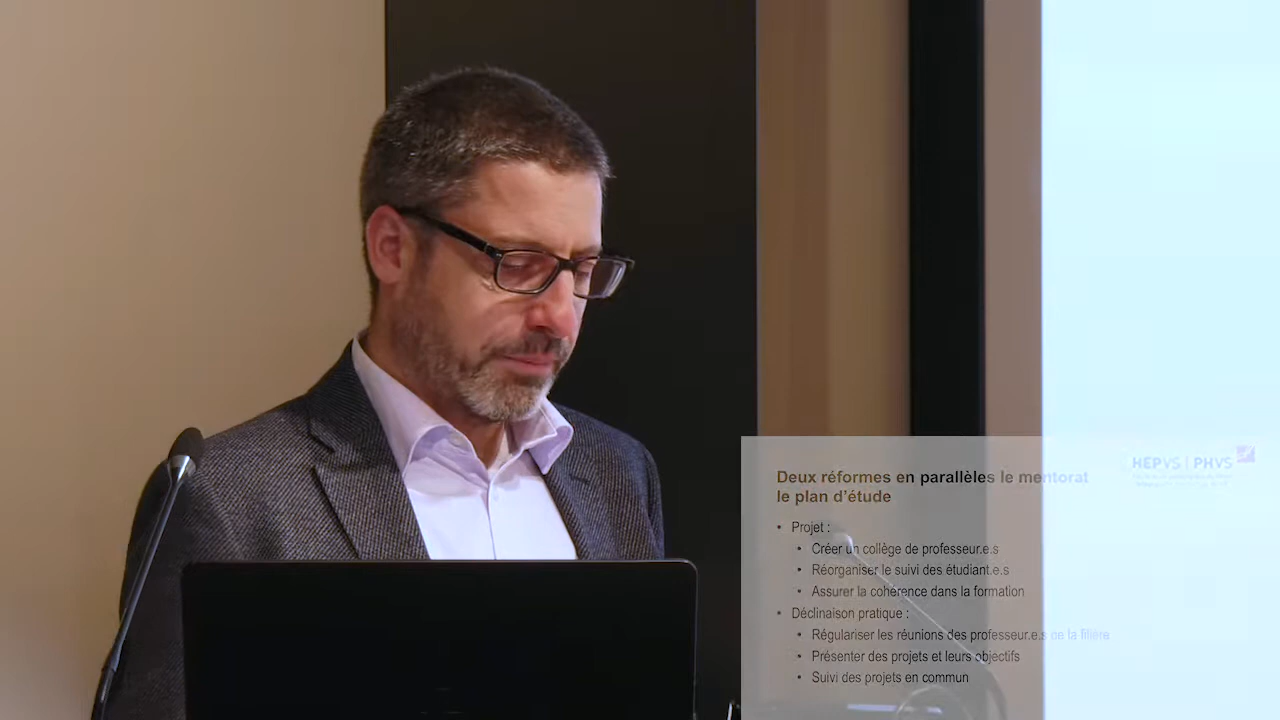 Deux réformes en parallèles le mentorat
le plan d’étude
HEPVS | PHVS
• Projet :
• Créer un collège de professeur.e.s
• Réorganiser le suivi des étudiant.e.s
• Assurer la cohérence dans la formation
• Déclinaison pratique :
• Régulariser les réunions des professeur.e.s de la filière
• Présenter des projets et leurs objectifs
• Suivi des projets en commun